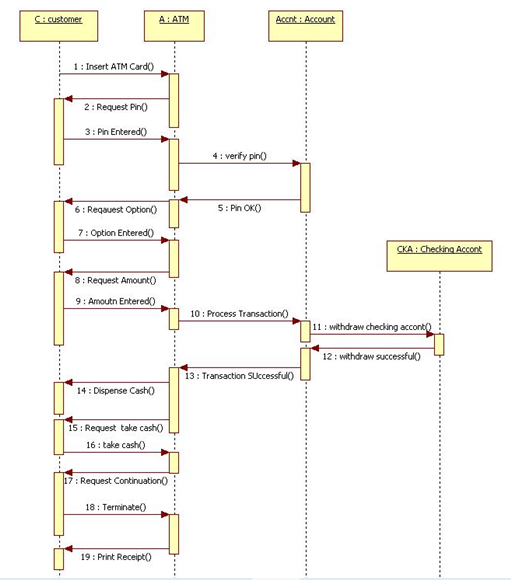 C : customer
A : ATM
Accnt : Account
1 : Insert ATM Card()
2 : Request Pin()
3 : Pin Entered()
4 : verify pin()
5 : Pin OK()
6 : Reqauest Option()
7 : Option Entered()
CKA : Checking Accont
8 : Request Amount()
9 : Amoutn Entered()
10 : Process Transaction()
11 : withdraw checking accont()
12 : withdraw successful()
13 : Transaction SUccessful()
14 : Dispense Cash()
15 : Request take cash()
16 : take cash()
17 : Request Continuation()
18 : Terminate()
19 : Print Receipt()